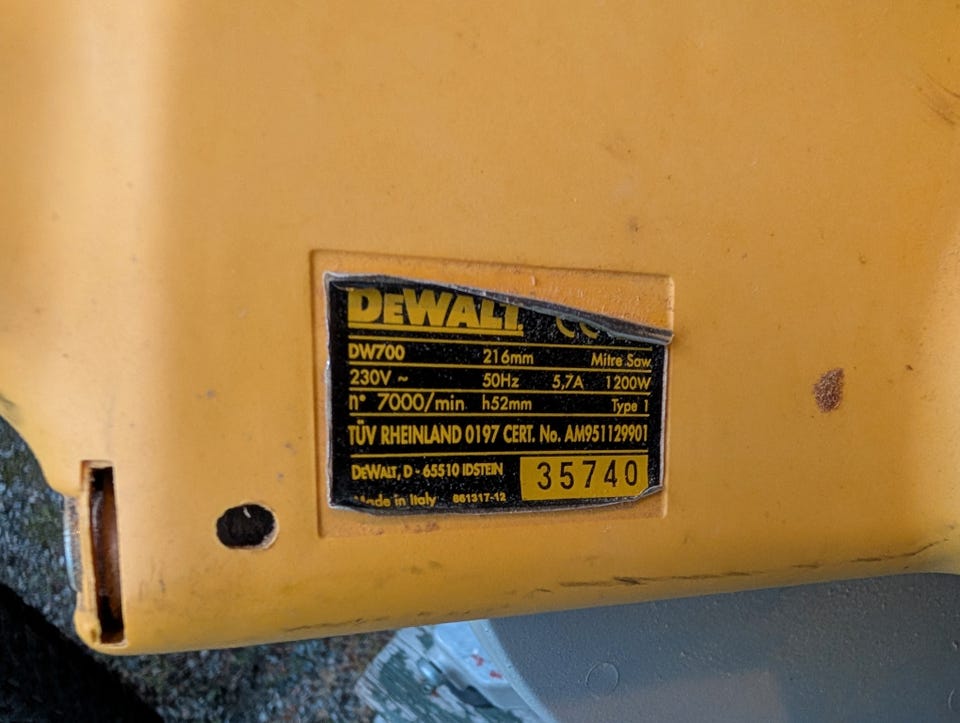 DEWALT
DW700 216mm Mitre Saw
230V ~ 50Hz 5,7A 1200W
n° 7000/min h52mm Type 1
TÜV RHEINLAND 0197 CERT. No. AM951129901
DEWALT, D - 65510 IDSTEIN 35740
Made in Italy 861317-12